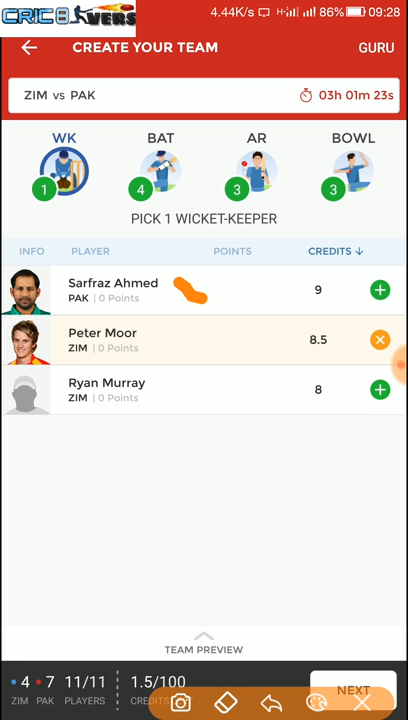 CRIC8 VERS
4.44K/s 86% 09:28
CREATE YOUR TEAM GURU
ZIM vs PAK 03h 01m 23s
WK BAT AR BOWL
1 4 3 3
PICK 1 WICKET-KEEPER
INFO PLAYER POINTS CREDITS ↓
Sarfraz Ahmed 9
PAK | 0 Points
Peter Moor 8.5
ZIM | 0 Points
Ryan Murray 8
ZIM | 0 Points
TEAM PREVIEW
4 7 11/11 1.5/100 NEXT
ZIM PAK PLAYERS